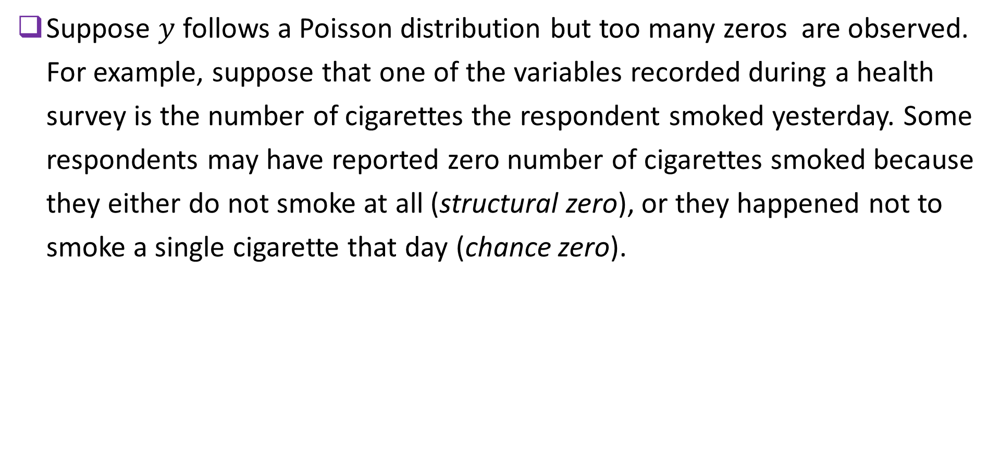 ❑ Suppose y follows a Poisson distribution but too many zeros are observed.
For example, suppose that one of the variables recorded during a health
survey is the number of cigarettes the respondent smoked yesterday. Some
respondents may have reported zero number of cigarettes smoked because
they either do not smoke at all (structural zero), or they happened not to
smoke a single cigarette that day (chance zero).